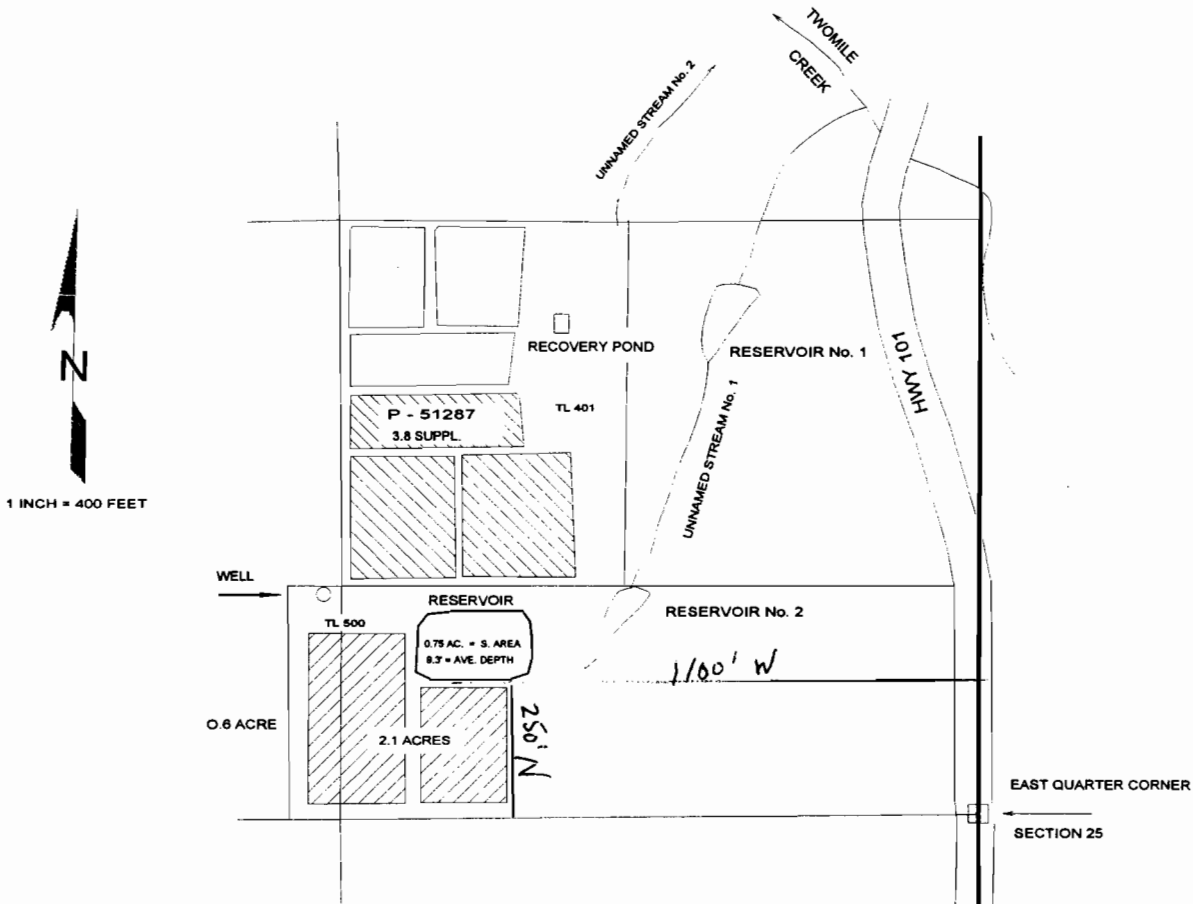 TWOMILE
CREEK
UNNAMED STREAM No. 2
N
1 INCH = 400 FEET
RECOVERY POND
RESERVOIR No. 1
HWY 101
P - 51287
3.8 SUPPL.
TL 401
UNNAMED STREAM No. 1
WELL
RESERVOIR
RESERVOIR No. 2
TL 500
0.75 AC. = S. AREA
9.3' = AVE. DEPTH
1100' W
0.6 ACRE
2.1 ACRES
250' N
EAST QUARTER CORNER
SECTION 25